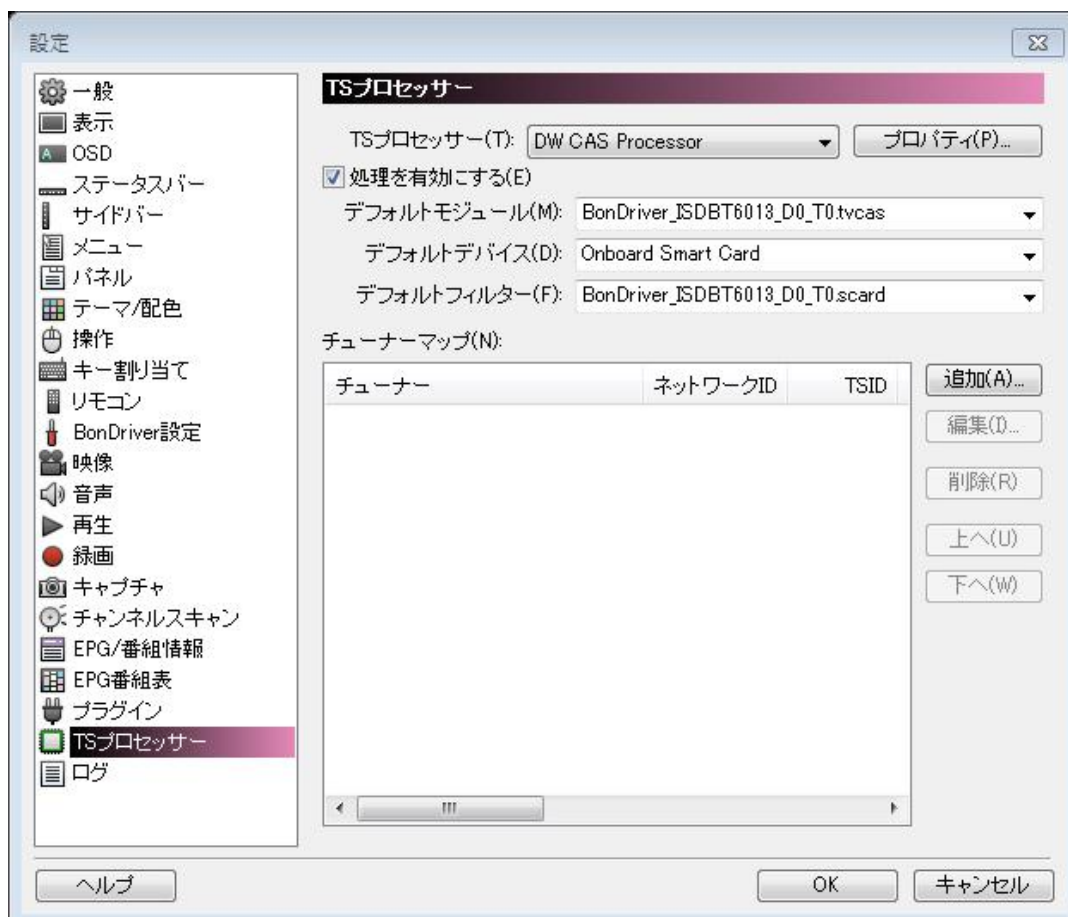 設定
一般
表示
OSD
ステータスバー
サイドバー
メニュー
パネル
テーマ/配色
操作
キー割り当て
リモコン
BonDriver設定
映像
音声
再生
録画
キャプチャ
チャンネルスキャン
EPG/番組情報
EPG番組表
プラグイン
TSプロセッサー
ログ
TSプロセッサー
TSプロセッサー(T): DW CAS Processor プロパティ(P)...
処理を有効にする(E)
デフォルトモジュール(M): BonDriver_ISDBT6013_D0_T0.tvcas
デフォルトデバイス(D): Onboard Smart Card
デフォルトフィルター(F): BonDriver_ISDBT6013_D0_T0.scard
チューナーマップ(N):
チューナー ネットワークID TSID
追加(A)...
編集(I)...
削除(R)
上へ(U)
下へ(W)
ヘルプ OK キャンセル